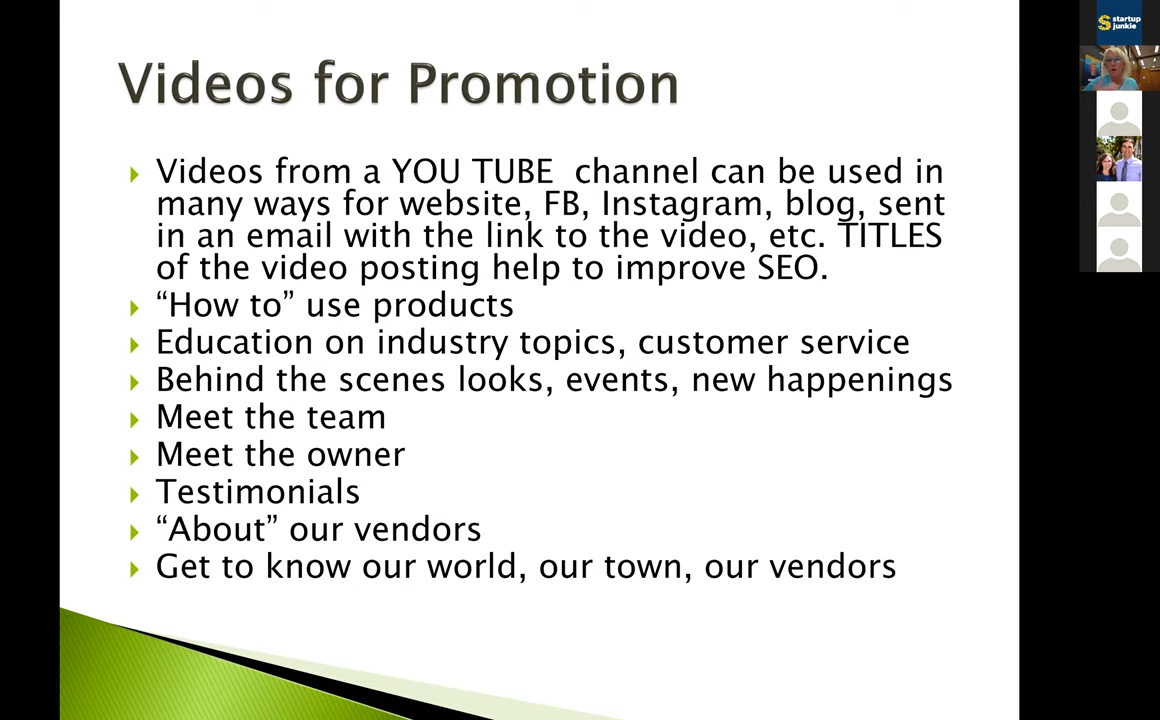 Videos for Promotion
Videos from a YOU TUBE channel can be used in
many ways for website, FB, Instagram, blog, sent
in an email with the link to the video, etc. TITLES
of the video posting help to improve SEO.
“How to” use products
Education on industry topics, customer service
Behind the scenes looks, events, new happenings
Meet the team
Meet the owner
Testimonials
“About” our vendors
Get to know our world, our town, our vendors
startup
junkie